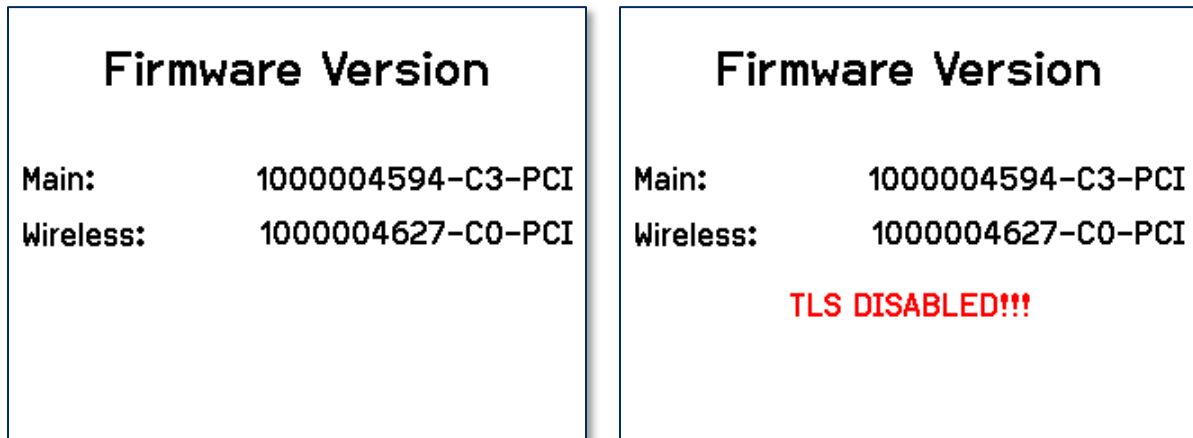 Firmware Version
Main: 1000004594-C3-PCI
Wireless: 1000004627-C0-PCI
Firmware Version
Main: 1000004594-C3-PCI
Wireless: 1000004627-C0-PCI
TLS DISABLED!!!